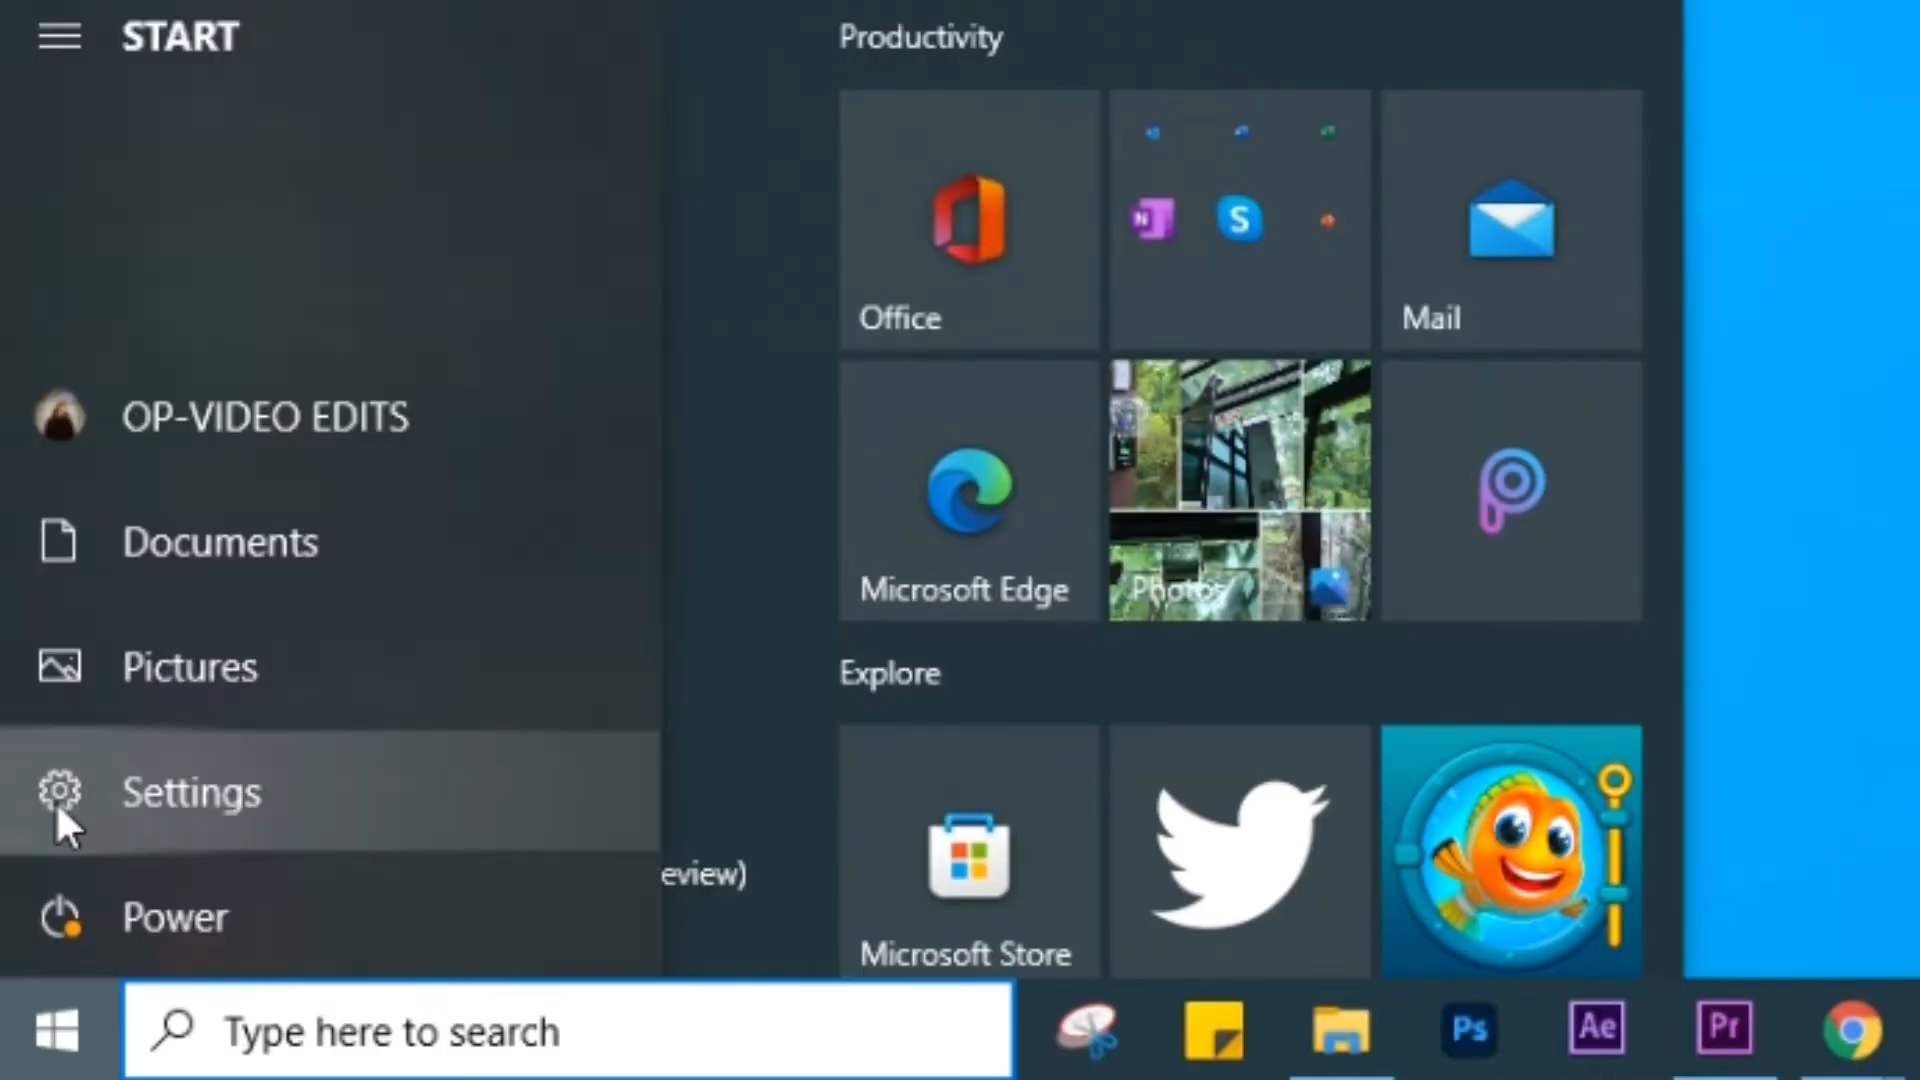 START
OP-VIDEO EDITS
Documents
Pictures
Settings
Power
eview)
Productivity
Office
N
S
Mail
Microsoft Edge
Photos
Explore
Microsoft Store
Type here to search
Ps
Ae
Pr